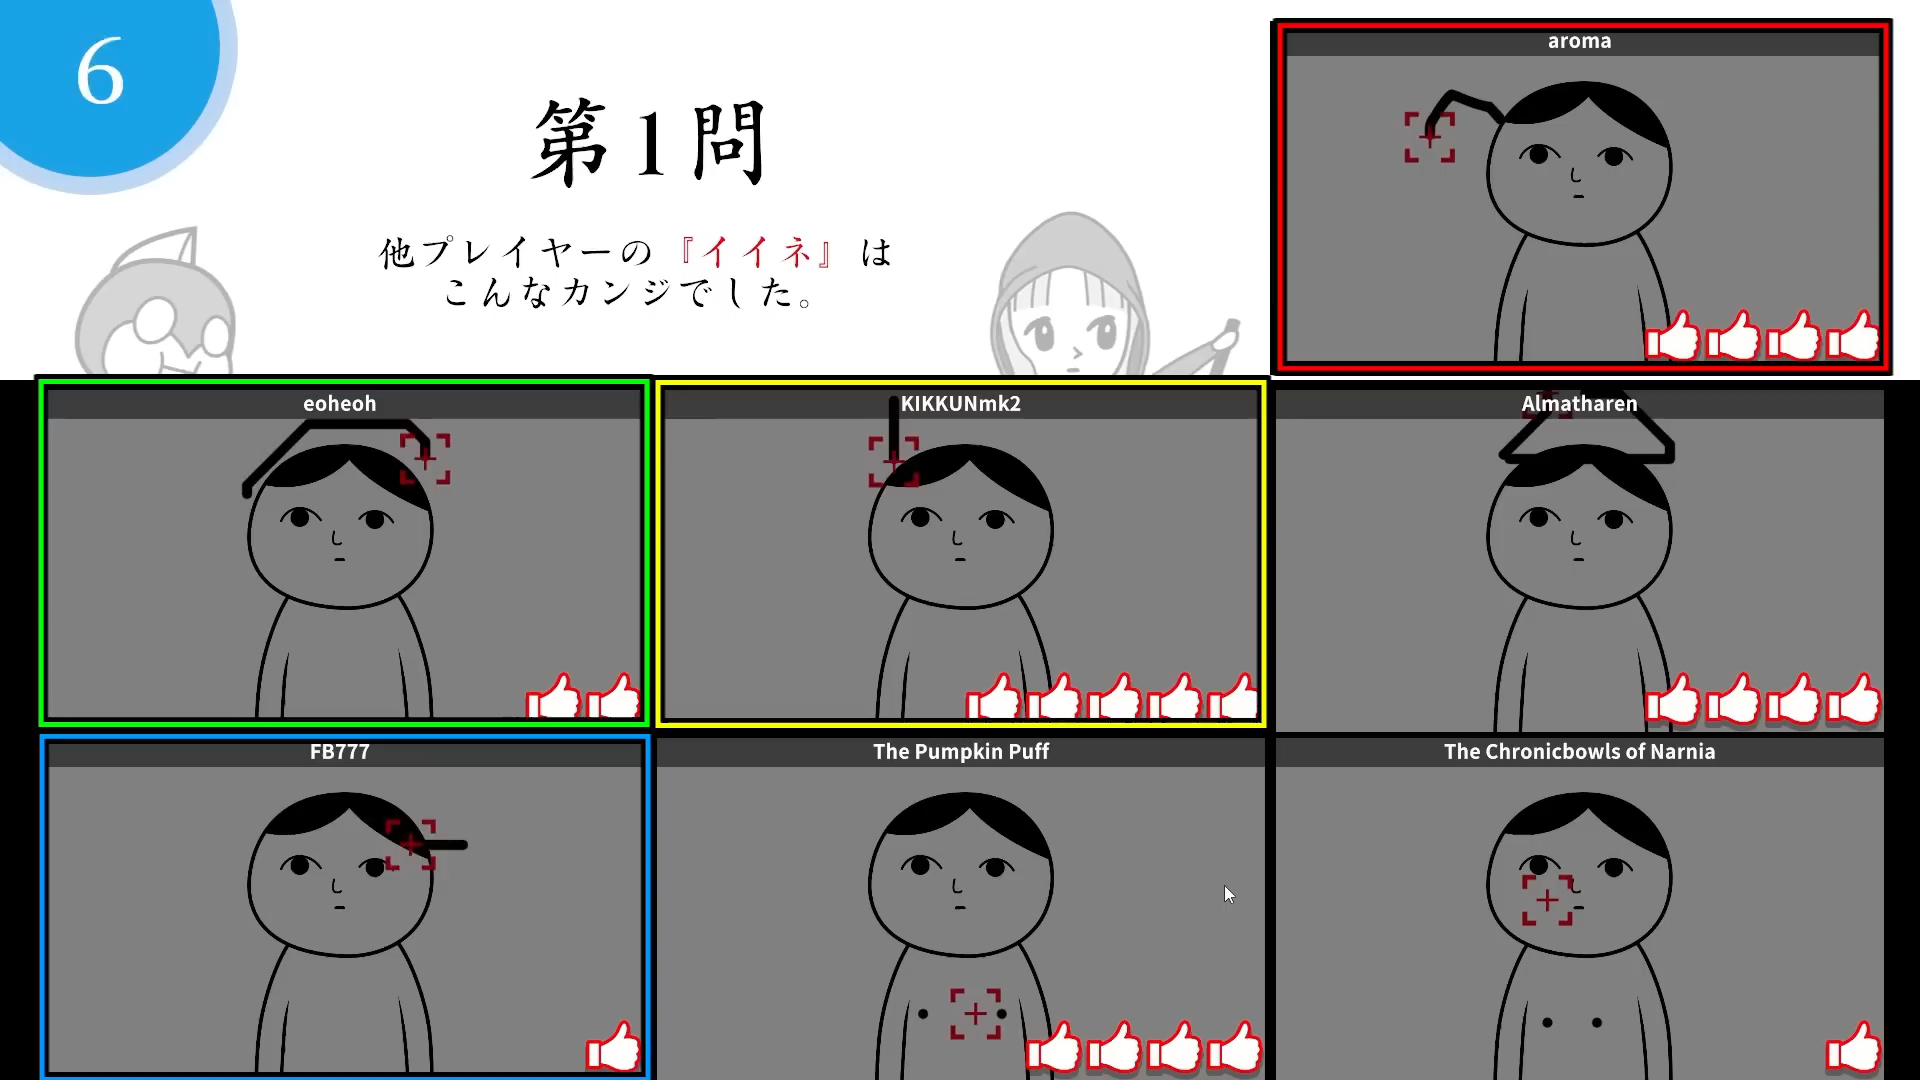 6
第1問
他プレイヤーの『イイネ』は
こんなカンジでした。
aroma
eoheoh
KIKKUNmk2
Almatharen
FB777
The Pumpkin Puff
The Chronicbowls of Narnia